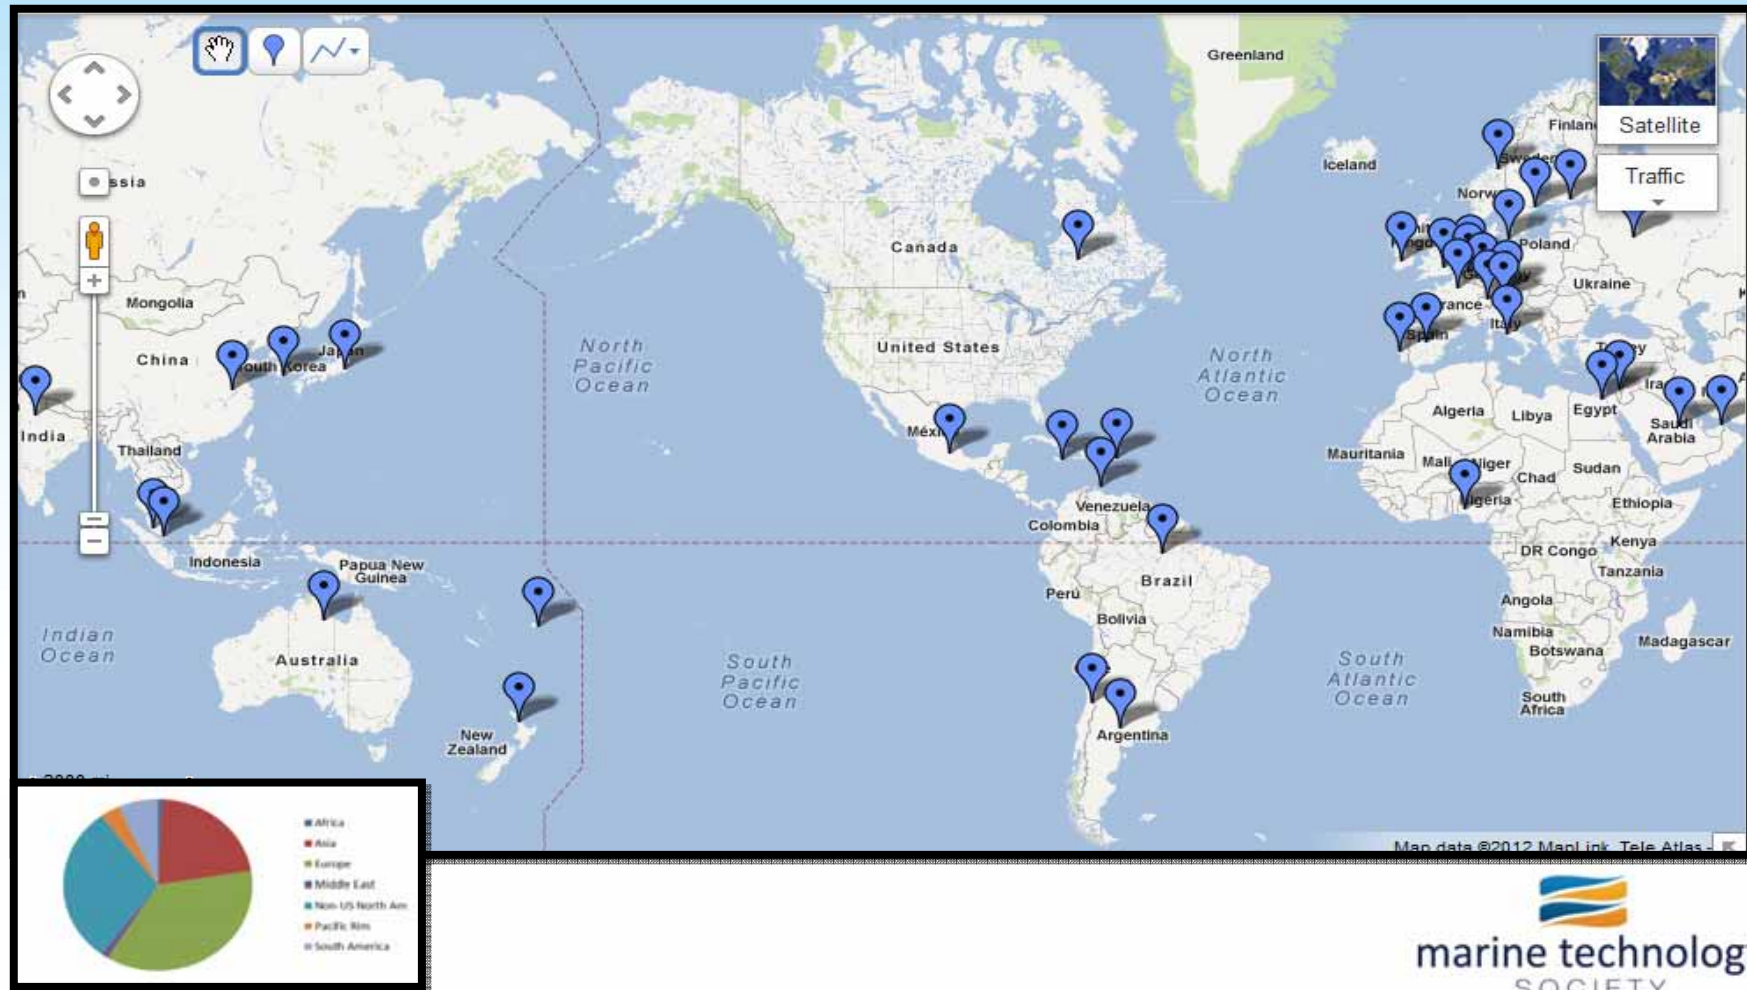 Greenland
Satellite
Finlan
Sweden
Iceland
Traffic
ssia
Norw
Canada
Poland
Mongolia
Ukraine
rance
China
Japan
outh Korea
North
Pacific
Ocean
United States
North
Atlantic
Ocean
Italy
Spain
India
Thailand
Algeria
Libya
Egypt
Saudi
Arabia
Mauritania
Mali
Niger
Chad
Sudan
Venezuela
Colombia
Ethiopia
Indonesia
Papua New
Guinea
DR Congo
Kenya
Tanzania
Brazil
Perú
Bolivia
Angola
Namibia
Botswana
Madagascar
Indian
Ocean
Australia
South
Pacific
Ocean
South
Atlantic
Ocean
South
Africa
New
Zealand
Argentina
Map data ©2012 MapLink, Tele Atlas -
Africa
Asia
Europe
Middle East
Non-US North Am
Pacific Rim
South America
marine technolog
SOCIETY